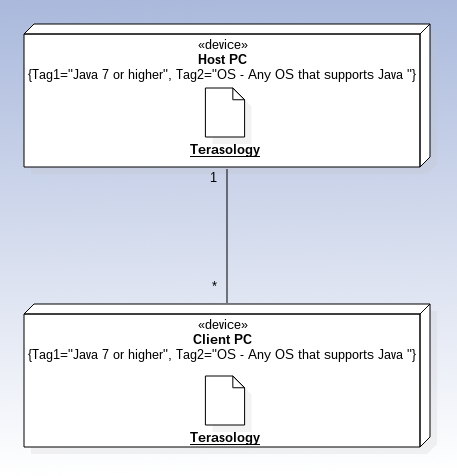 «device»
Host PC
{Tag1="Java 7 or higher", Tag2="OS - Any OS that supports Java "}
Terasology
1
*
«device»
Client PC
{Tag1="Java 7 or higher", Tag2="OS - Any OS that supports Java "}
Terasology